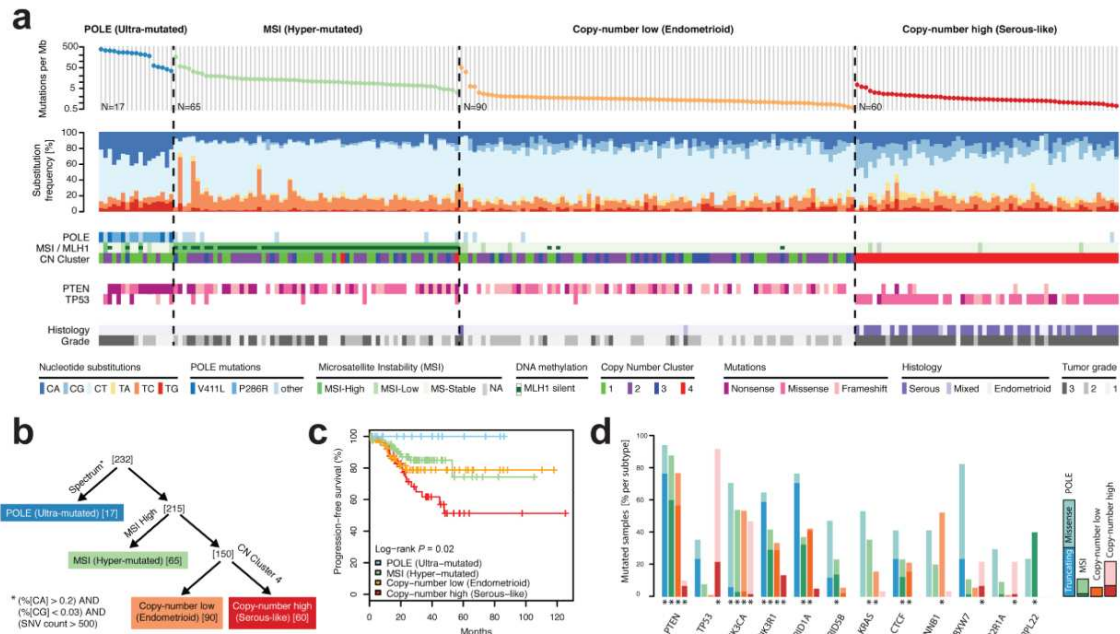 a
POLE (Ultra-mutated)
MSI (Hyper-mutated)
Copy-number low (Endometrioid)
Copy-number high (Serous-like)
Mutations per Mb
500
50
5
0.5
N=17
N=65
N=90
N=60
Substitution
frequency [%]
100
80
60
40
20
0
POLE
MSI / MLH1
CN Cluster
PTEN
TP53
Histology
Grade
Nucleotide substitutions
CA CG CT TA TC TG
POLE mutations
V411L P286R other
Microsatellite Instability (MSI)
MSI-High MSI-Low MS-Stable NA
DNA methylation
MLH1 silent
Copy Number Cluster
1 2 3 4
Mutations
Nonsense Missense Frameshift
Histology
Serous Mixed Endometrioid
Tumor grade
3 2 1
b
[232]
Spectrum*
POLE (Ultra-mutated) [17]
[215]
MSI High
MSI (Hyper-mutated) [65]
[150]
CN Cluster 4
Copy-number low
(Endometrioid) [90]
Copy-number high
(Serous-like) [60]
* (%[CA] > 0.2) AND
(%[CG] < 0.03) AND
(SNV count > 500)
c
Progression-free survival (%)
100
80
60
40
20
0
Log-rank P = 0.02
POLE (Ultra-mutated)
MSI (Hyper-mutated)
Copy-number low (Endometrioid)
Copy-number high (Serous-like)
0 20 40 60 80 100 120
Months
d
Mutated samples [% per subtype]
100
80
60
40
20
0
* * * * * * * * * * * * * * * * * * * *
PTEN
TP53
K3CA
K3R1
RID1A
RID5B
KRAS
CTCF
NNB1
BXW7
OR1A
RPL22
Truncating Missense POLE
MSI
Copy-number low
Copy-number high